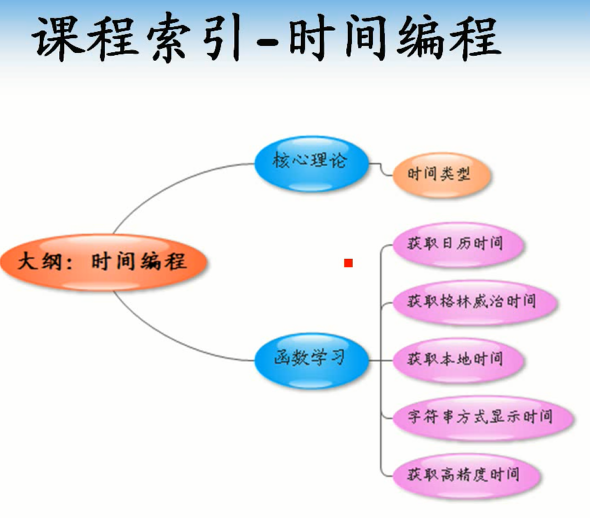 课程索引-时间编程
核心理论
时间类型
大纲：时间编程
函数学习
获取日历时间
获取格林威治时间
获取本地时间
字符串方式显示时间
获取高精度时间